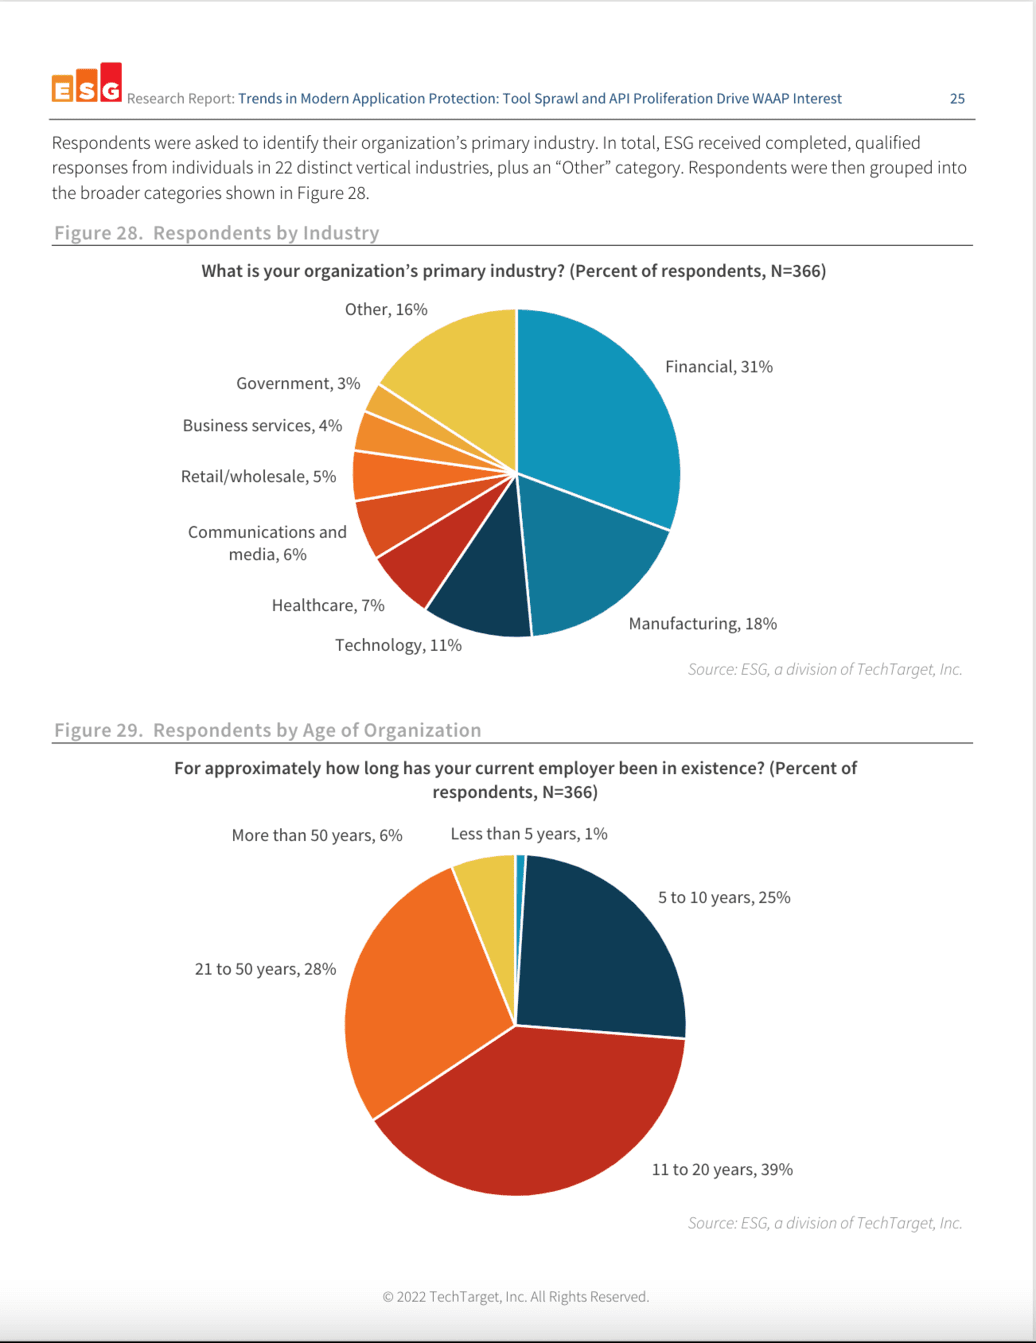 ESG Research Report: Trends in Modern Application Protection: Tool Sprawl and API Proliferation Drive WAAP Interest 25
Respondents were asked to identify their organization’s primary industry. In total, ESG received completed, qualified
responses from individuals in 22 distinct vertical industries, plus an “Other” category. Respondents were then grouped into
the broader categories shown in Figure 28.
Figure 28. Respondents by Industry
What is your organization’s primary industry? (Percent of respondents, N=366)
Other, 16%
Financial, 31%
Government, 3%
Business services, 4%
Retail/wholesale, 5%
Communications and
media, 6%
Healthcare, 7%
Manufacturing, 18%
Technology, 11%
Source: ESG, a division of TechTarget, Inc.
Figure 29. Respondents by Age of Organization
For approximately how long has your current employer been in existence? (Percent of
respondents, N=366)
More than 50 years, 6%
Less than 5 years, 1%
5 to 10 years, 25%
21 to 50 years, 28%
11 to 20 years, 39%
Source: ESG, a division of TechTarget, Inc.
© 2022 TechTarget, Inc. All Rights Reserved.